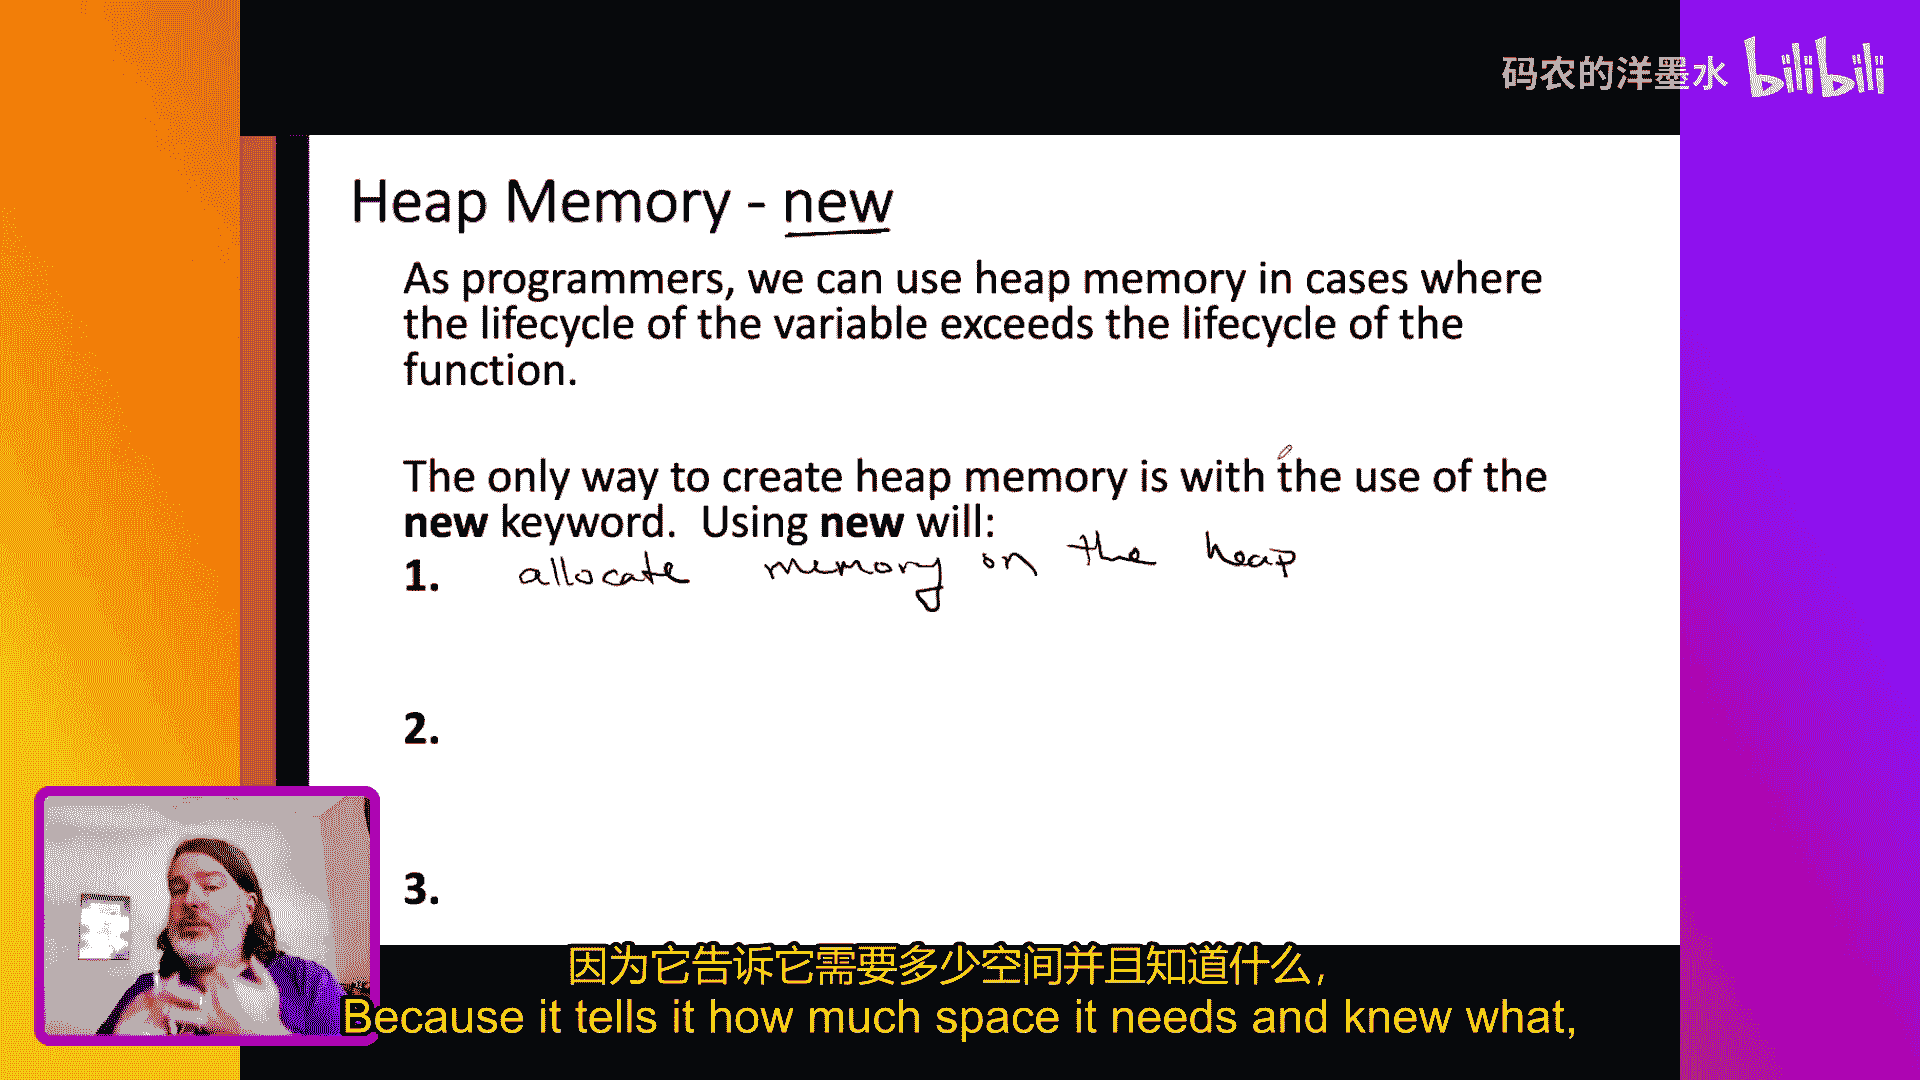 码农的洋墨水 bilibili
Heap Memory - new
As programmers, we can use heap memory in cases where
the lifecycle of the variable exceeds the lifecycle of the
function.
The only way to create heap memory is with the use of the
new keyword. Using new will:
1. allocate memory on the heap
2.
3.
因为它告诉它需要多少空间并且知道什么，
Because it tells it how much space it needs and knew what,